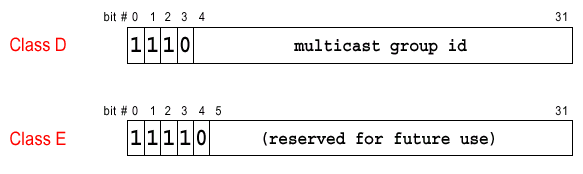 bit # 0 1 2 3 4 31
Class D 1 1 1 0 multicast group id
bit # 0 1 2 3 4 5 31
Class E 1 1 1 1 0 (reserved for future use)